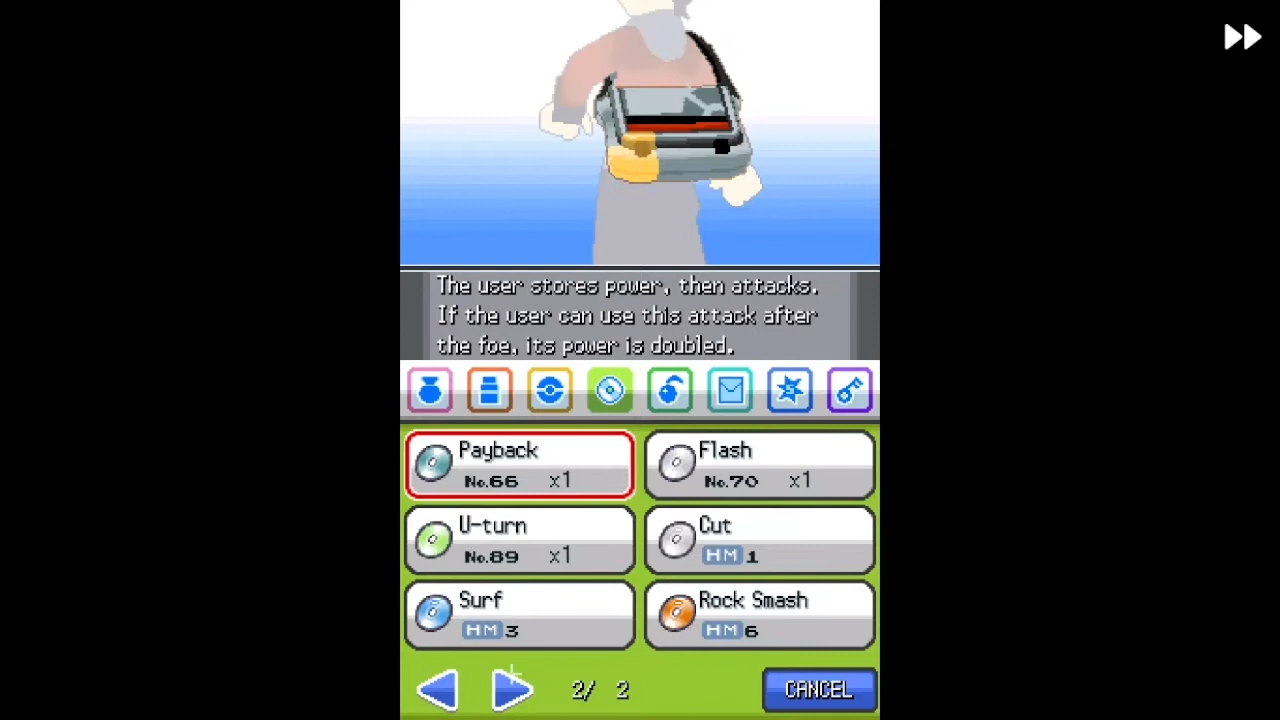 The user stores power, then attacks.
If the user can use this attack after
the foe, its power is doubled.
Payback
No.66 x1
Flash
No.70 x1
U-turn
No.89 x1
Cut
HM 1
Surf
HM 3
Rock Smash
HM 6
2/ 2
CANCEL